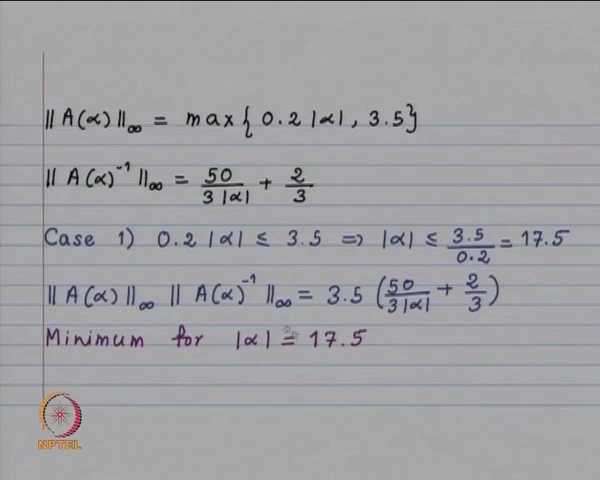 || A(α) ||∞ = max{ 0.2 |α| , 3.5}
|| A(α)⁻¹ ||∞ = 50/(3|α|) + 2/3
Case 1) 0.2 |α| ≤ 3.5 ⇒ |α| ≤ 3.5/0.2 = 17.5
|| A(α) ||∞ || A(α)⁻¹ ||∞ = 3.5 (50/(3|α|) + 2/3)
Minimum for |α| = 17.5
NPTEL